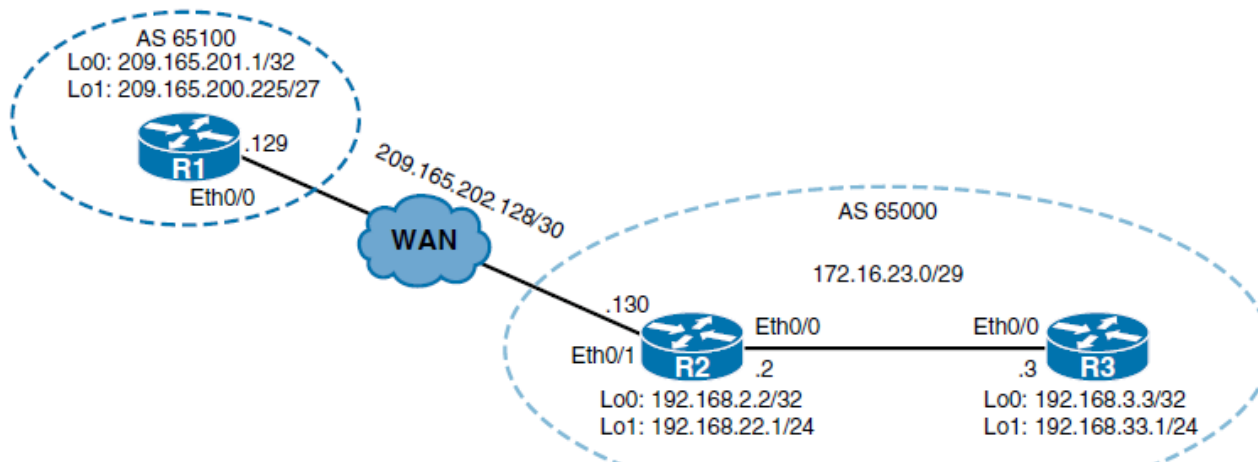 AS 65100
Lo0: 209.165.201.1/32
Lo1: 209.165.200.225/27
.129
R1
Eth0/0
209.165.202.128/30
WAN
AS 65000
172.16.23.0/29
.130
Eth0/0
Eth0/0
Eth0/1
R2
.2
.3
R3
Lo0: 192.168.2.2/32
Lo1: 192.168.22.1/24
Lo0: 192.168.3.3/32
Lo1: 192.168.33.1/24